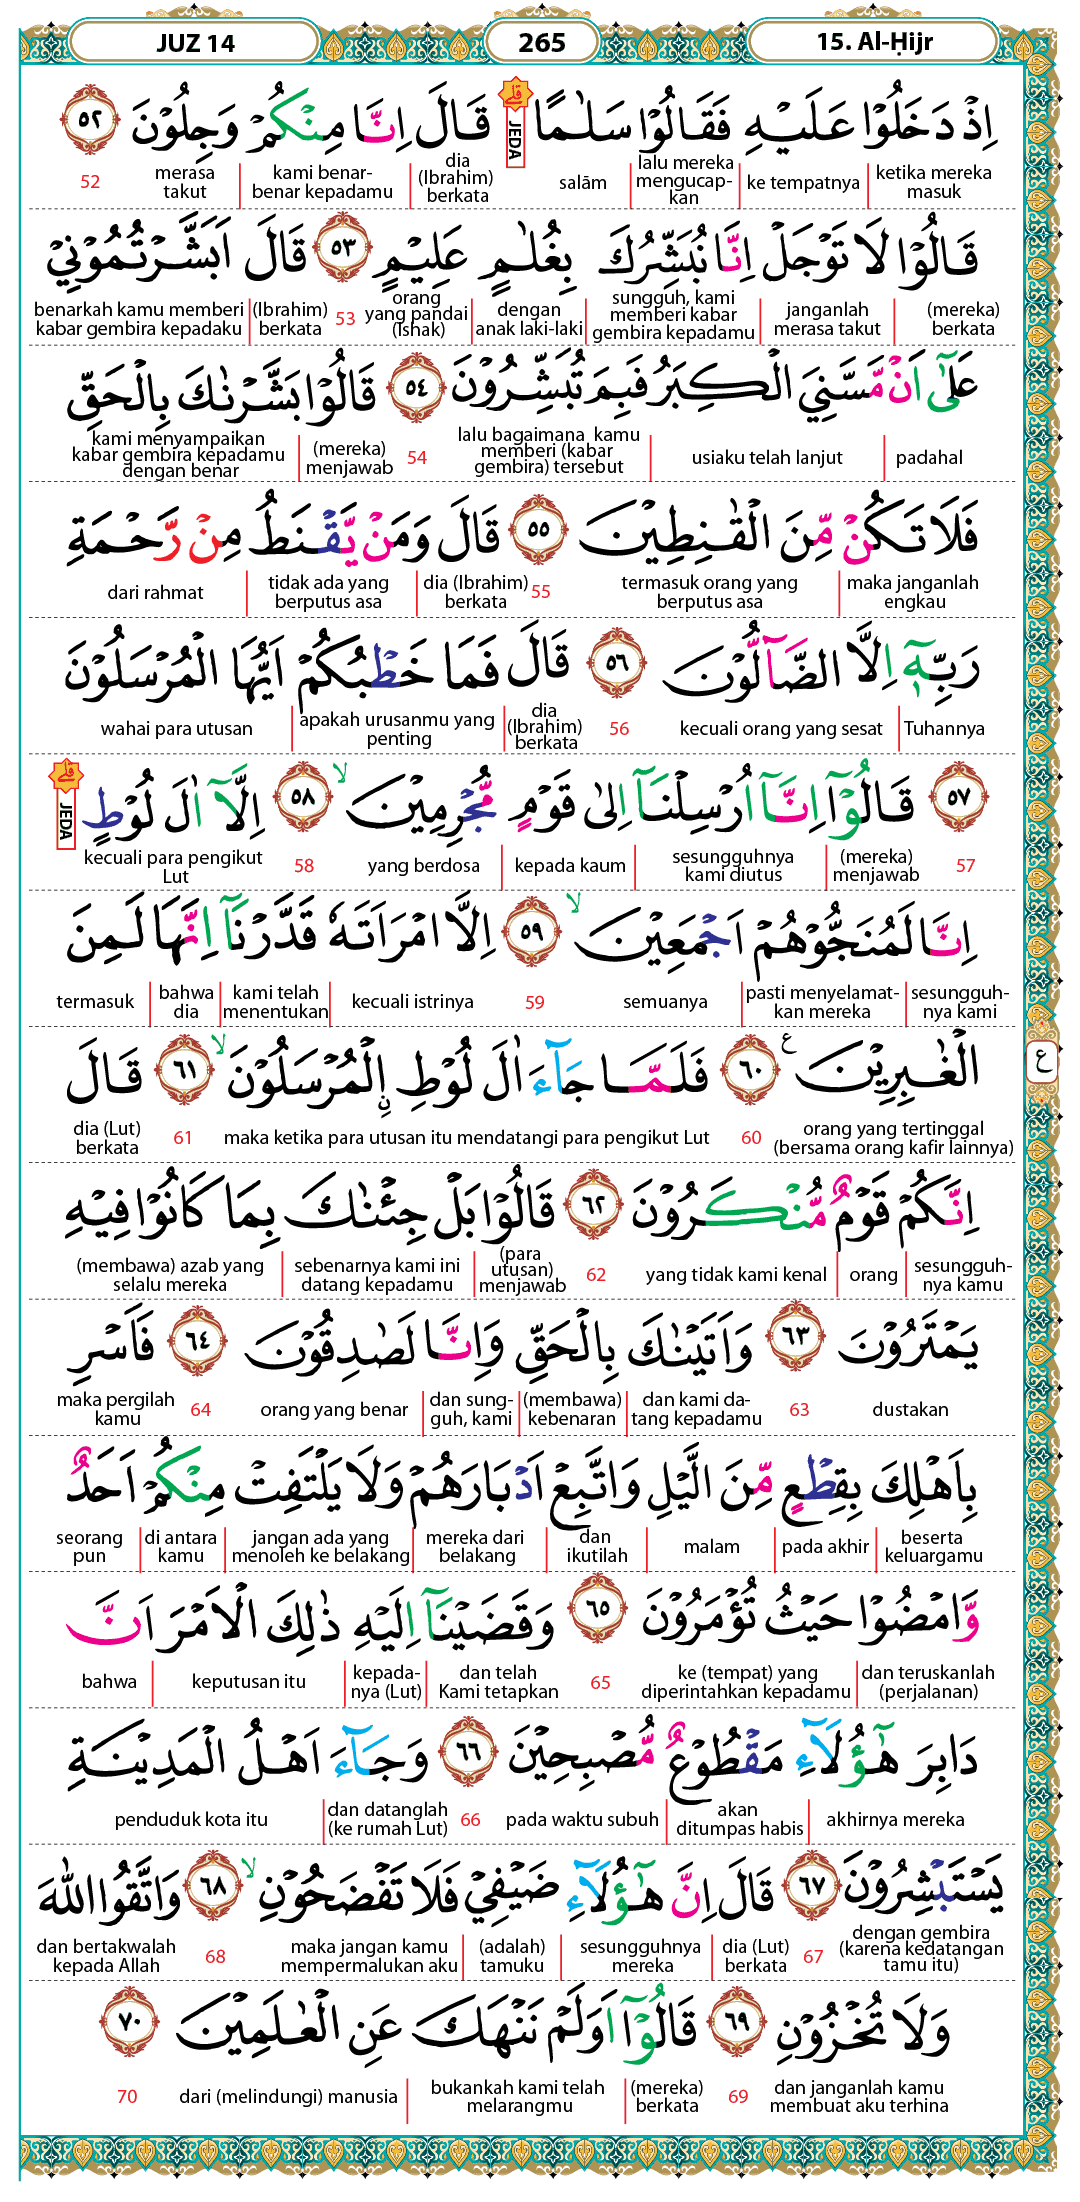 JUZ 14
265
15. Al-Ḥijr
اِذْ دَخَلُوْا عَلَيْهِ فَقَالُوْا سَلٰمًا ۗ قَالَ اِنَّا مِنْكُمْ وَجِلُوْنَ ٥٢
JEDA
ketika mereka masuk | ke tempatnya | lalu mereka mengucap-kan | salām | dia (Ibrahim) berkata | kami benar-benar kepadamu | merasa takut | 52
قَالُوْا لَا تَوْجَلْ اِنَّا نُبَشِّرُكَ بِغُلٰمٍ عَلِيْمٍ ٥٣ قَالَ اَبَشَّرْتُمُوْنِيْ
(mereka) berkata | janganlah merasa takut | sungguh, kami memberi kabar gembira kepadamu | dengan anak laki-laki | orang yang pandai (Ishak) | 53 | (Ibrahim) berkata | benarkah kamu memberi kabar gembira kepadaku
عَلٰٓى اَنْ مَّسَّنِيَ الْكِبَرُ فَبِمَ تُبَشِّرُوْنَ ٥٤ قَالُوْا بَشَّرْنٰكَ بِالْحَقِّ
padahal | usiaku telah lanjut | lalu bagaimana kamu memberi (kabar gembira) tersebut | 54 | (mereka) menjawab | kami menyampaikan kabar gembira kepadamu dengan benar
فَلَا تَكُنْ مِّنَ الْقٰنِطِيْنَ ٥٥ قَالَ وَمَنْ يَّقْنَطُ مِنْ رَّحْمَةِ
maka janganlah engkau | termasuk orang yang berputus asa | 55 | dia (Ibrahim) berkata | tidak ada yang berputus asa | dari rahmat
رَبِّهٖٓ اِلَّا الضَّاۤلُّوْنَ ٥٦ قَالَ فَمَا خَطْبُكُمْ اَيُّهَا الْمُرْسَلُوْنَ
Tuhannya | kecuali orang yang sesat | 56 | dia (Ibrahim) berkata | apakah urusanmu yang penting | wahai para utusan
٥٧ قَالُوْٓا اِنَّآ اُرْسِلْنَآ اِلٰى قَوْمٍ مُّجْرِمِيْنَۙ ٥٨ اِلَّآ اٰلَ لُوْطٍۗ
JEDA
57 | (mereka) menjawab | sesungguhnya kami diutus | kepada kaum | yang berdosa | 58 | kecuali para pengikut Lut
اِنَّا لَمُنَجُّوْهُمْ اَجْمَعِيْنَۙ ٥٩ اِلَّا امْرَاَتَهٗ قَدَّرْنَآ اِنَّهَا لَمِنَ
sesungguh-nya kami | pasti menyelamat-kan mereka | semuanya | 59 | kecuali istrinya | kami telah menentukan | bahwa dia | termasuk
الْغٰبِرِيْنَ ࣖ ٦٠ فَلَمَّا جَاۤءَ اٰلَ لُوْطِ ِۨالْمُرْسَلُوْنَۙ ٦١ قَالَ
ع
orang yang tertinggal (bersama orang kafir lainnya) | 60 | maka ketika para utusan itu mendatangi para pengikut Lut | 61 | dia (Lut) berkata
اِنَّكُمْ قَوْمٌ مُّنْكَرُوْنَ ٦٢ قَالُوْا بَلْ جِئْنٰكَ بِمَا كَانُوْا فِيْهِ
sesungguh-nya kamu | orang | yang tidak kami kenal | 62 | (para utusan) menjawab | sebenarnya kami ini datang kepadamu | (membawa) azab yang selalu mereka
يَمْتَرُوْنَ ٦٣ وَاَتَيْنٰكَ بِالْحَقِّ وَاِنَّا لَصٰدِقُوْنَ ٦٤ فَاَسْرِ
dustakan | 63 | dan kami da-tang kepadamu | (membawa) kebenaran | dan sung-guh, kami | orang yang benar | 64 | maka pergilah kamu
بِاَهْلِكَ بِقِطْعٍ مِّنَ الَّيْلِ وَاتَّبِعْ اَدْبَارَهُمْ وَلَا يَلْتَفِتْ مِنْكُمْ اَحَدٌ
beserta keluargamu | pada akhir | malam | dan ikutilah | mereka dari belakang | jangan ada yang menoleh ke belakang | di antara kamu | seorang pun
وَّامْضُوْا حَيْثُ تُؤْمَرُوْنَ ٦٥ وَقَضَيْنَآ اِلَيْهِ ذٰلِكَ الْاَمْرَ اَنَّ
dan teruskanlah (perjalanan) | ke (tempat) yang diperintahkan kepadamu | 65 | dan telah Kami tetapkan | kepada-nya (Lut) | keputusan itu | bahwa
دَابِرَ هٰٓؤُلَاۤءِ مَقْطُوْعٌ مُّصْبِحِيْنَ ٦٦ وَجَاۤءَ اَهْلُ الْمَدِيْنَةِ
akhirnya mereka | akan ditumpas habis | pada waktu subuh | 66 | dan datanglah (ke rumah Lut) | penduduk kota itu
يَسْتَبْشِرُوْنَ ٦٧ قَالَ اِنَّ هٰٓؤُلَاۤءِ ضَيْفِيْ فَلَا تَفْضَحُوْنِۙ ٦٨ وَاتَّقُوا اللّٰهَ
dengan gembira (karena kedatangan tamu itu) | 67 | dia (Lut) berkata | sesungguhnya mereka | (adalah) tamuku | maka jangan kamu mempermalukan aku | 68 | dan bertakwalah kepada Allah
وَلَا تُخْزُوْنِ ٦٩ قَالُوْٓا اَوَلَمْ نَنْهَكَ عَنِ الْعٰلَمِيْنَ ٧٠
dan janganlah kamu membuat aku terhina | 69 | (mereka) berkata | bukankah kami telah melarangmu | dari (melindungi) manusia | 70